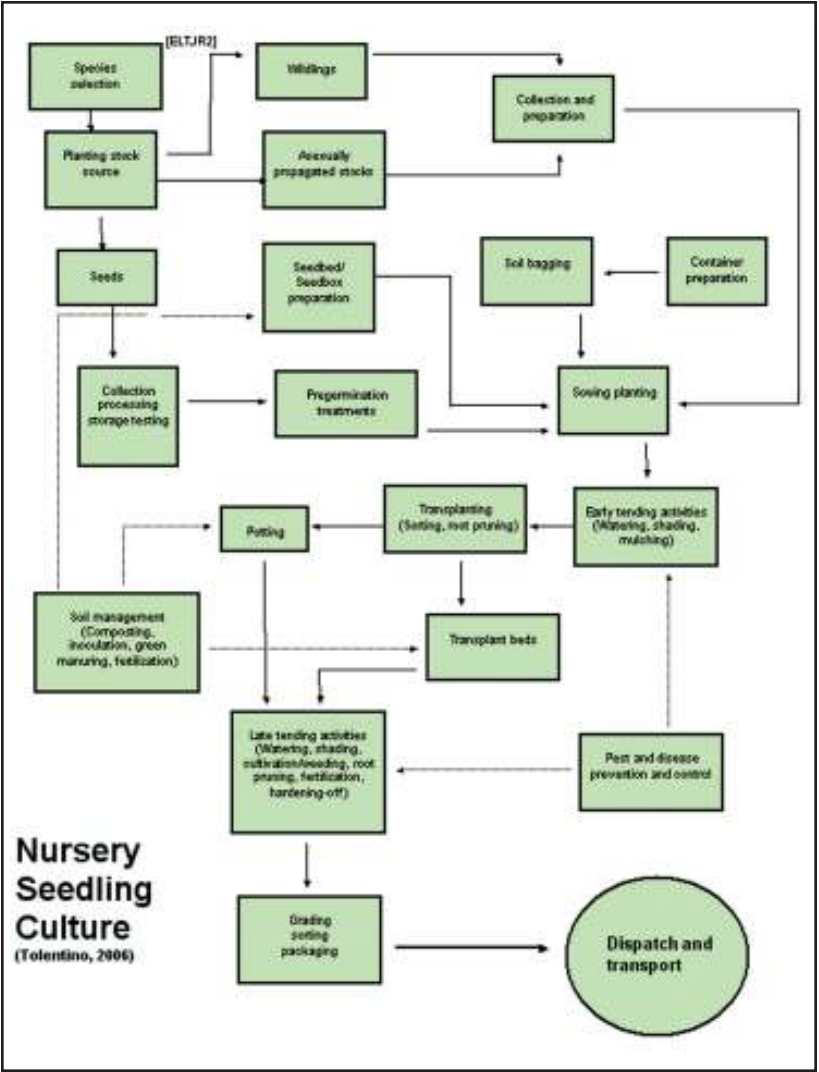 [ELTJR2]
Species
selection
Wildlings
Collection and
preparation
Planting stock
source
Asexually
propagated stocks
Seeds
Seedbed/
Seedbox
preparation
Soil bagging
Container
preparation
Collection
processing
storage testing
Pregermination
treatments
Sowing planting
Potting
Transplanting
(Sorting, root pruning)
Early tending activities
(Watering, shading,
mulching)
Soil management
(Composting,
inoculation, green
manuring, fertilization)
Transplant beds
Late tending activities
(Watering, shading,
cultivation/weeding, root
pruning, fertilization,
hardening-off)
Pest and disease
prevention and control
Nursery
Seedling
Culture
(Tolentino, 2006)
Grading
sorting
packaging
Dispatch and
transport